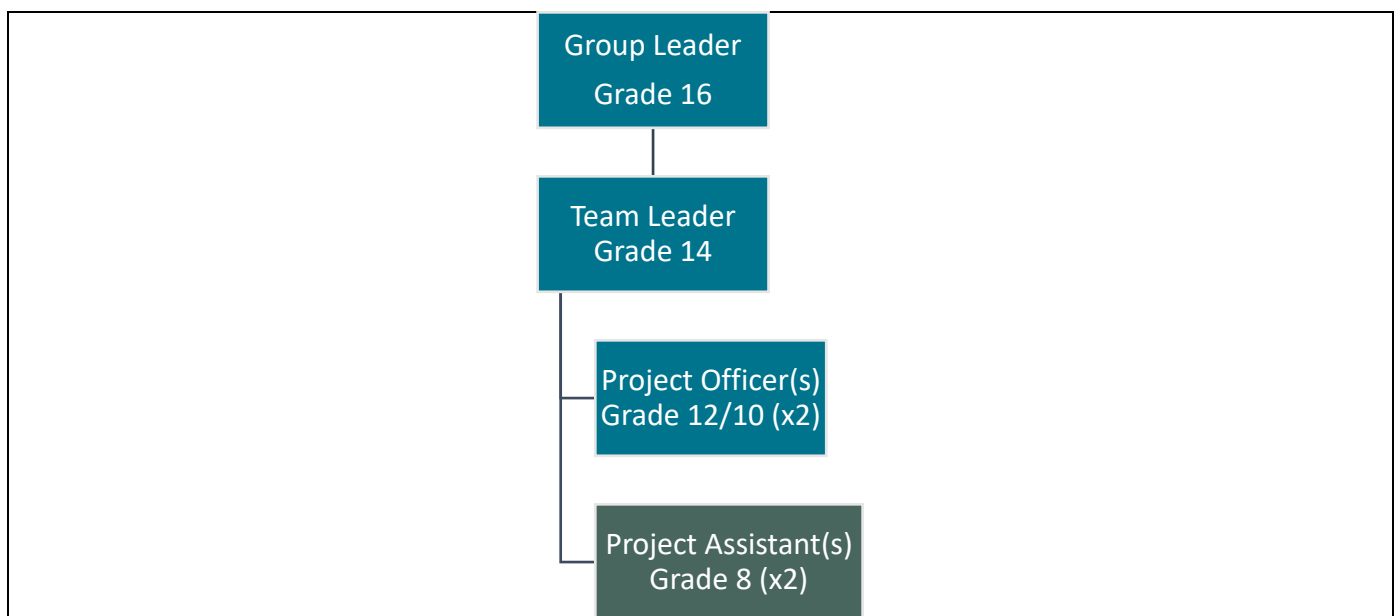 Group Leader
Grade 16
Team Leader
Grade 14
Project Officer(s)
Grade 12/10 (x2)
Project Assistant(s)
Grade 8 (x2)